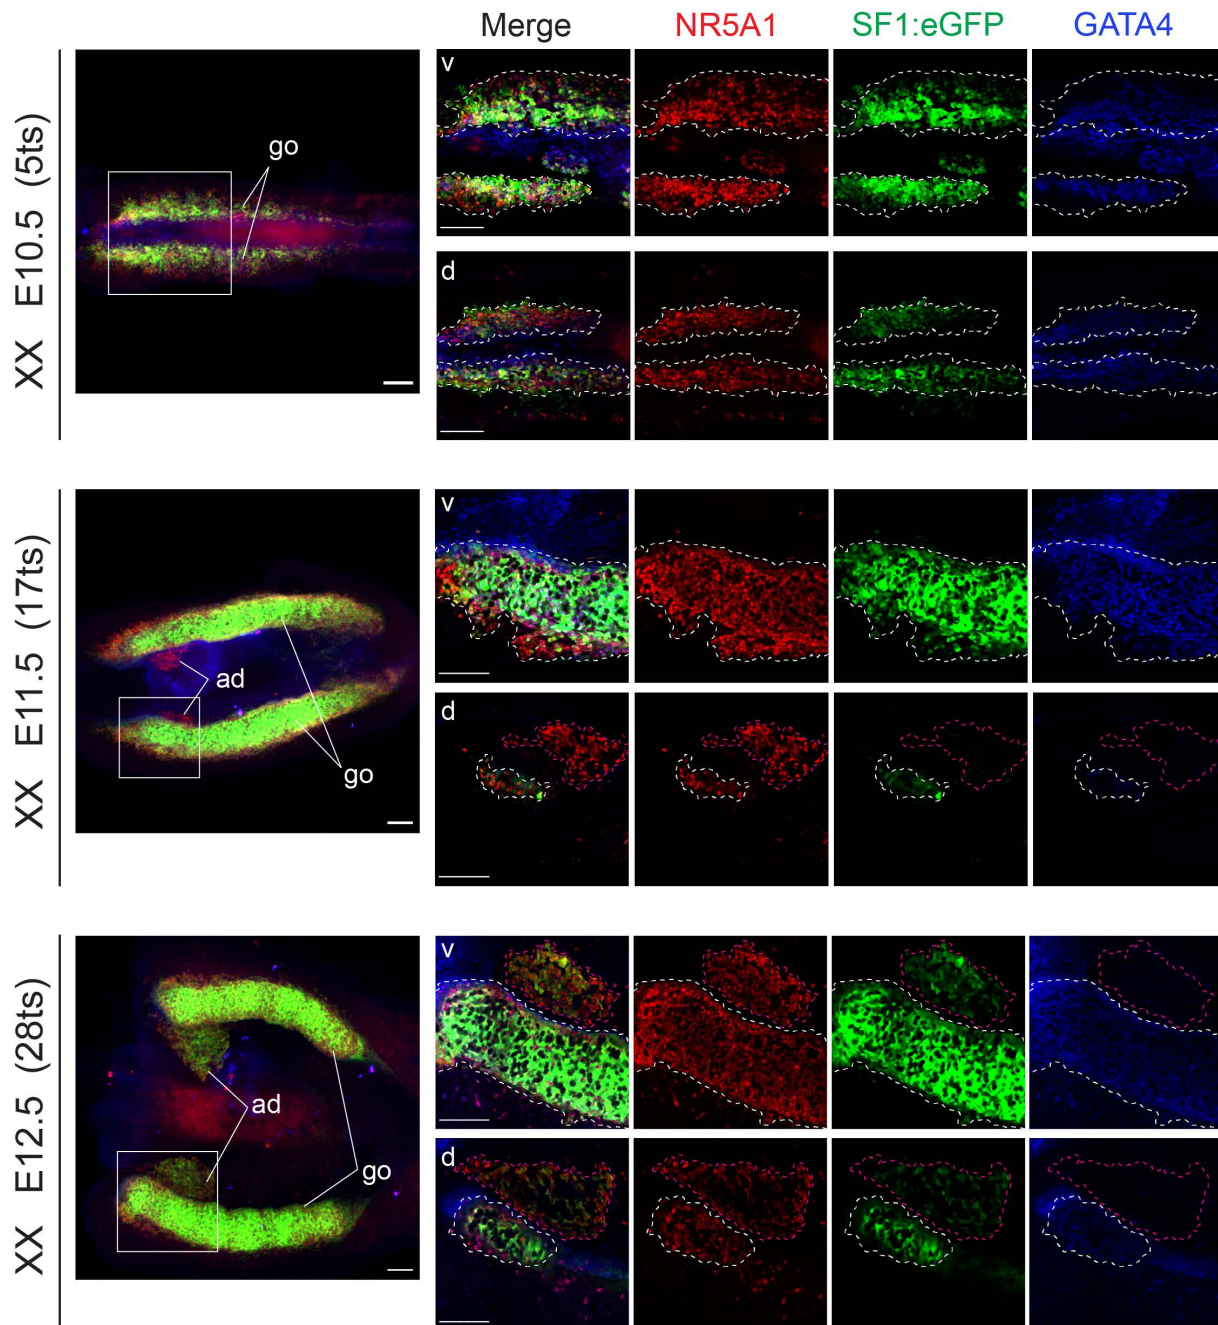 Merge NR5A1 SF1:eGFP GATA4
XX E10.5 (5ts)
go
v
d
XX E11.5 (17ts)
ad
go
v
d
XX E12.5 (28ts)
ad
go
v
d